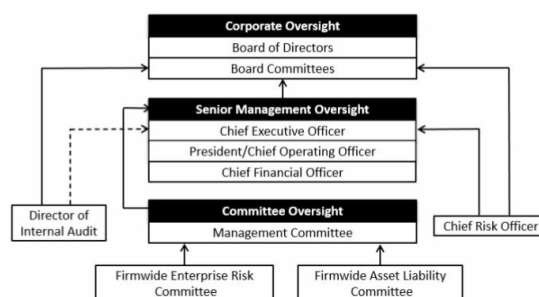 Corporate Oversight
Board of Directors
Board Committees
Senior Management Oversight
Chief Executive Officer
President/Chief Operating Officer
Chief Financial Officer
Director of
Internal Audit
Committee Oversight
Management Committee
Chief Risk Officer
Firmwide Enterprise Risk
Committee
Firmwide Asset Liability
Committee